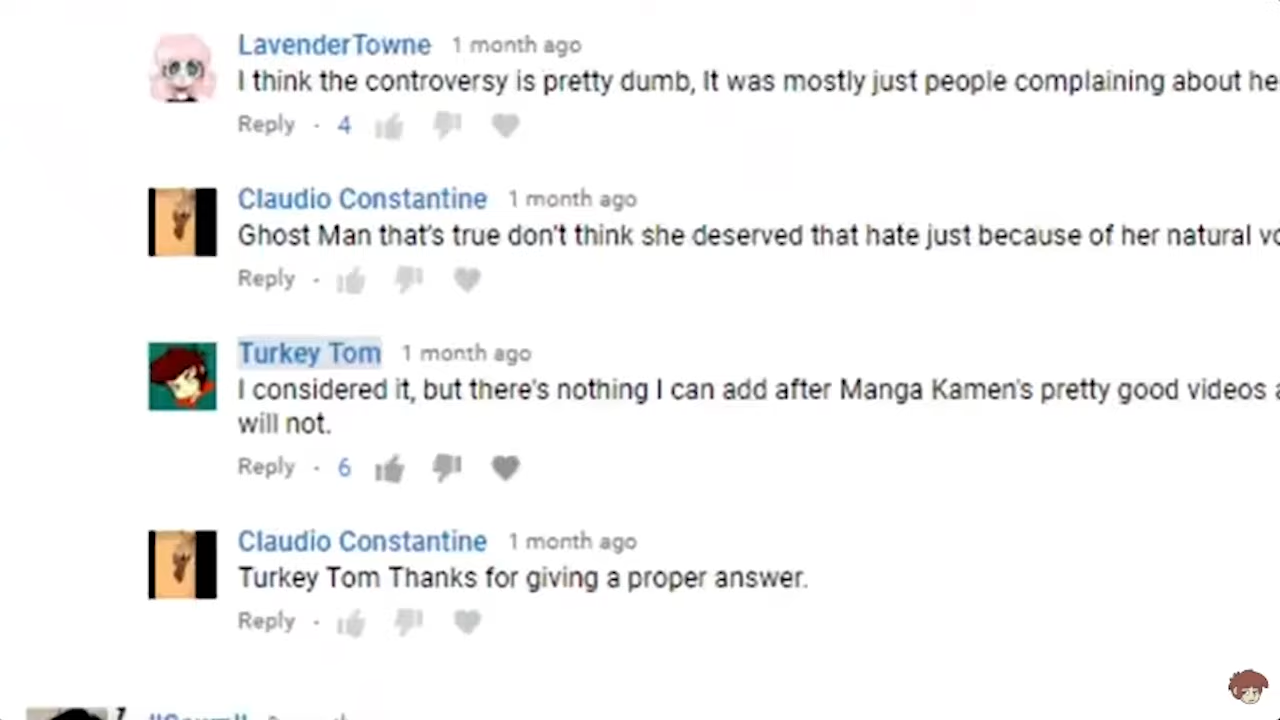 LavenderTowne 1 month ago
I think the controversy is pretty dumb, It was mostly just people complaining about he
Reply · 4
Claudio Constantine 1 month ago
Ghost Man that's true don't think she deserved that hate just because of her natural vo
Reply ·
Turkey Tom 1 month ago
I considered it, but there's nothing I can add after Manga Kamen's pretty good videos a
will not.
Reply · 6
Claudio Constantine 1 month ago
Turkey Tom Thanks for giving a proper answer.
Reply ·